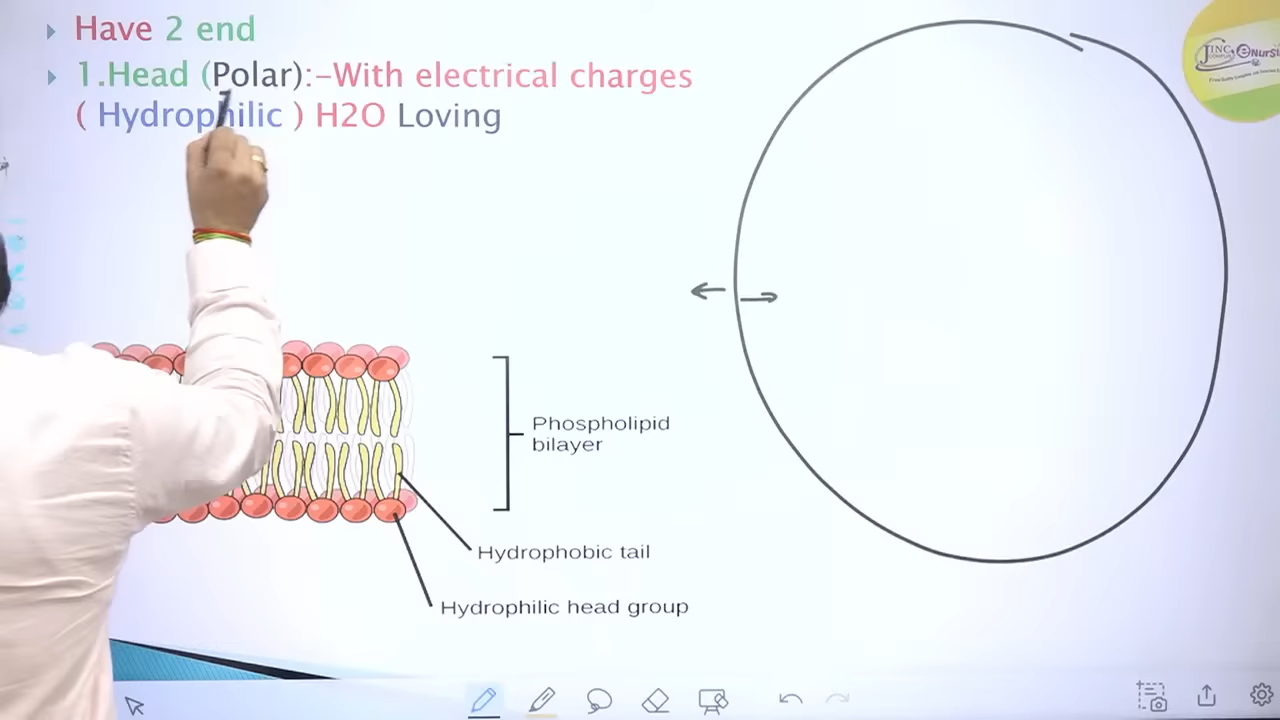 Have 2 end
1.Head (Polar):-With electrical charges
( Hydrophilic ) H2O Loving
Phospholipid
bilayer
Hydrophobic tail
Hydrophilic head group
JINC